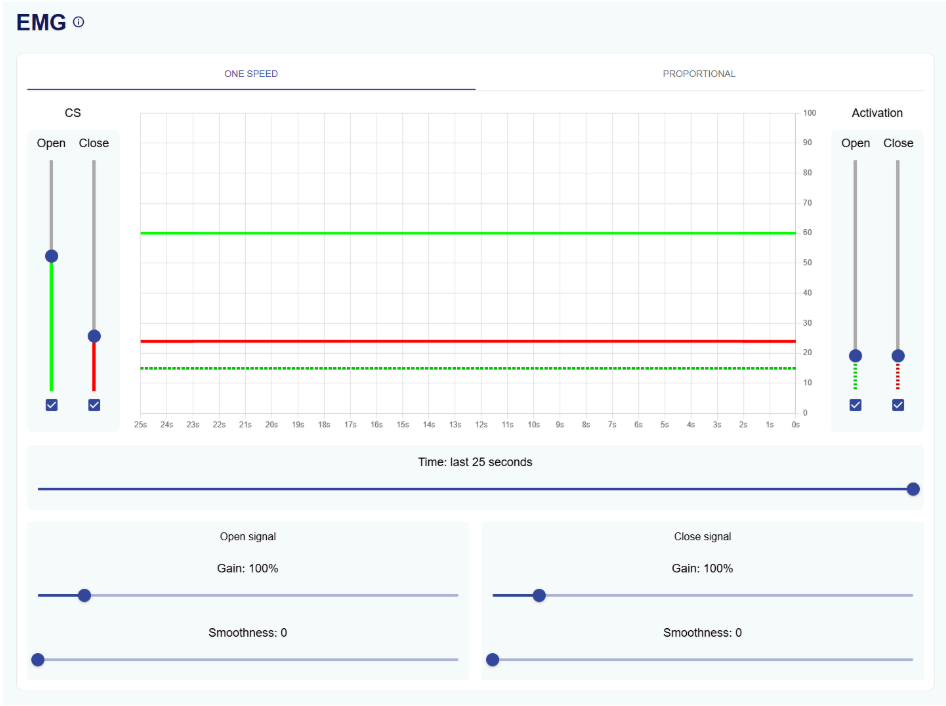 EMG
ONE SPEED PROPORTIONAL
CS
Open Close
Activation
Open Close
100
90
80
70
60
50
40
30
20
10
0
25s 24s 23s 22s 21s 20s 19s 18s 17s 16s 15s 14s 13s 12s 11s 10s 9s 8s 7s 6s 5s 4s 3s 2s 1s 0s
Time: last 25 seconds
Open signal
Gain: 100%
Smoothness: 0
Close signal
Gain: 100%
Smoothness: 0